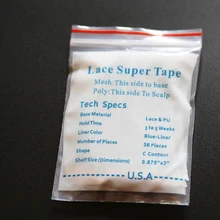 Lace Super Tape
Mesh:This side to base
Poly:This side To Scalp
Tech Specs
Base Material Lace & PU
Hold Time 3 to 5 Weeks
Liner Color Blue-Liner
Number of Pieces 36 Pieces
Shape C Contour
Shelf Size (Dimensions) 0.875"×3"
U.S.A